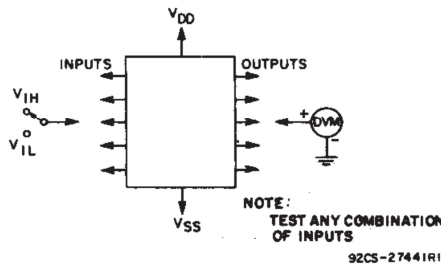 VDD
INPUTS
OUTPUTS
VIH
VIL
+
DVM
-
VSS
NOTE:
TEST ANY COMBINATION
OF INPUTS
92CS-27441R1